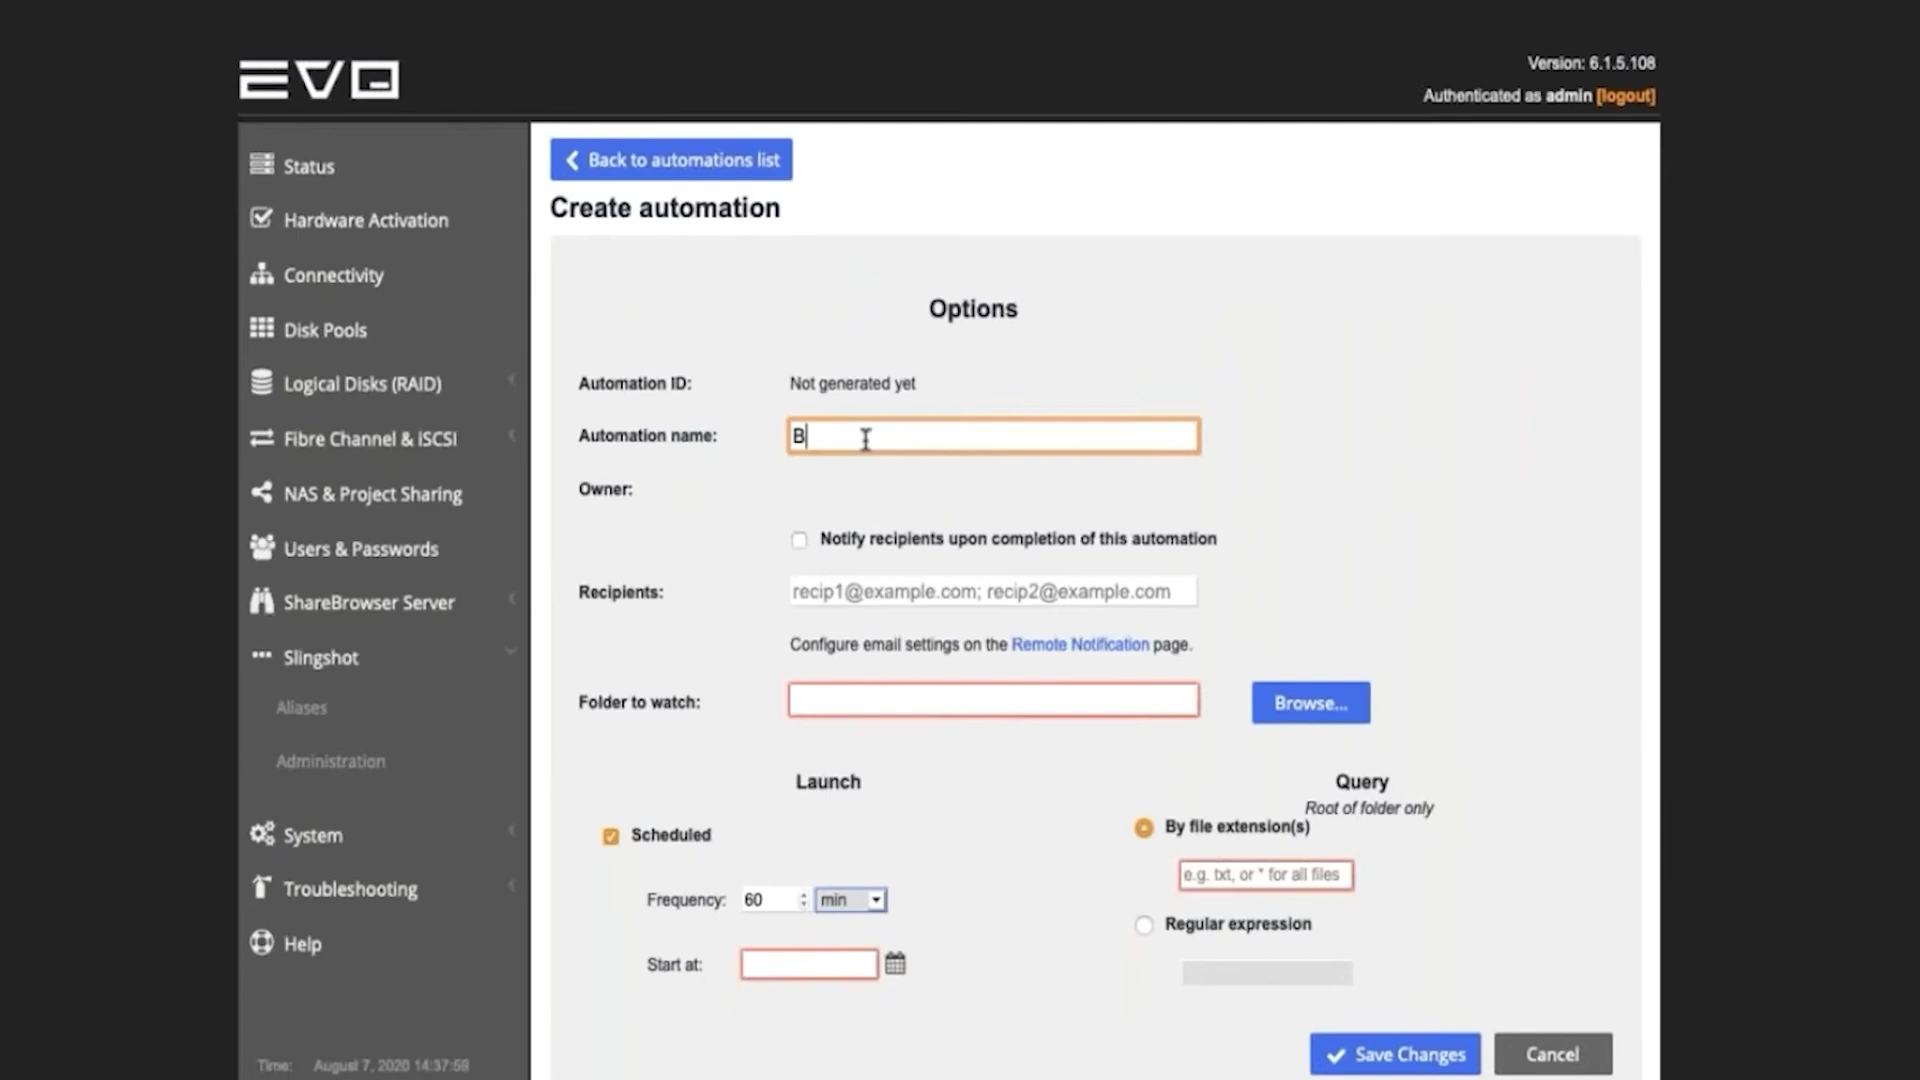 EVO
Version: 6.1.5.108
Authenticated as admin [logout]
Status
Hardware Activation
Connectivity
Disk Pools
Logical Disks (RAID)
Fibre Channel & iSCSI
NAS & Project Sharing
Users & Passwords
ShareBrowser Server
Slingshot
Aliases
Administration
System
Troubleshooting
Help
Time: August 7, 2020 14:37:59
Back to automations list
Create automation
Options
Automation ID: Not generated yet
Automation name: B
Owner:
Notify recipients upon completion of this automation
Recipients: recip1@example.com; recip2@example.com
Configure email settings on the Remote Notification page.
Folder to watch: Browse...
Launch
Scheduled
Frequency: 60 min
Start at:
Query
Root of folder only
By file extension(s)
e.g. txt, or * for all files
Regular expression
Save Changes Cancel